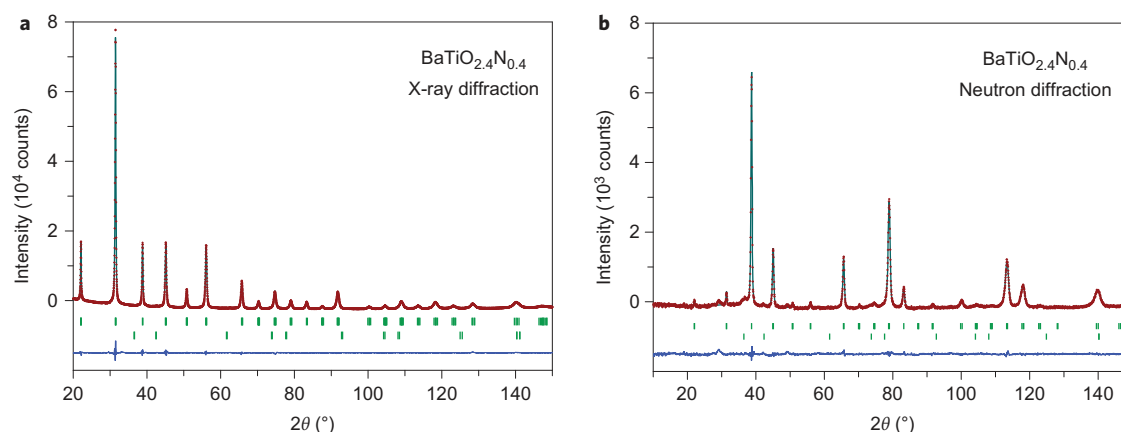 a
8
6
4
2
0
Intensity (10⁴ counts)
BaTiO₂.₄N₀.₄
X-ray diffraction
20 40 60 80 100 120 140
2θ (°)
b
8
6
4
2
0
Intensity (10³ counts)
BaTiO₂.₄N₀.₄
Neutron diffraction
20 40 60 80 100 120 140
2θ (°)